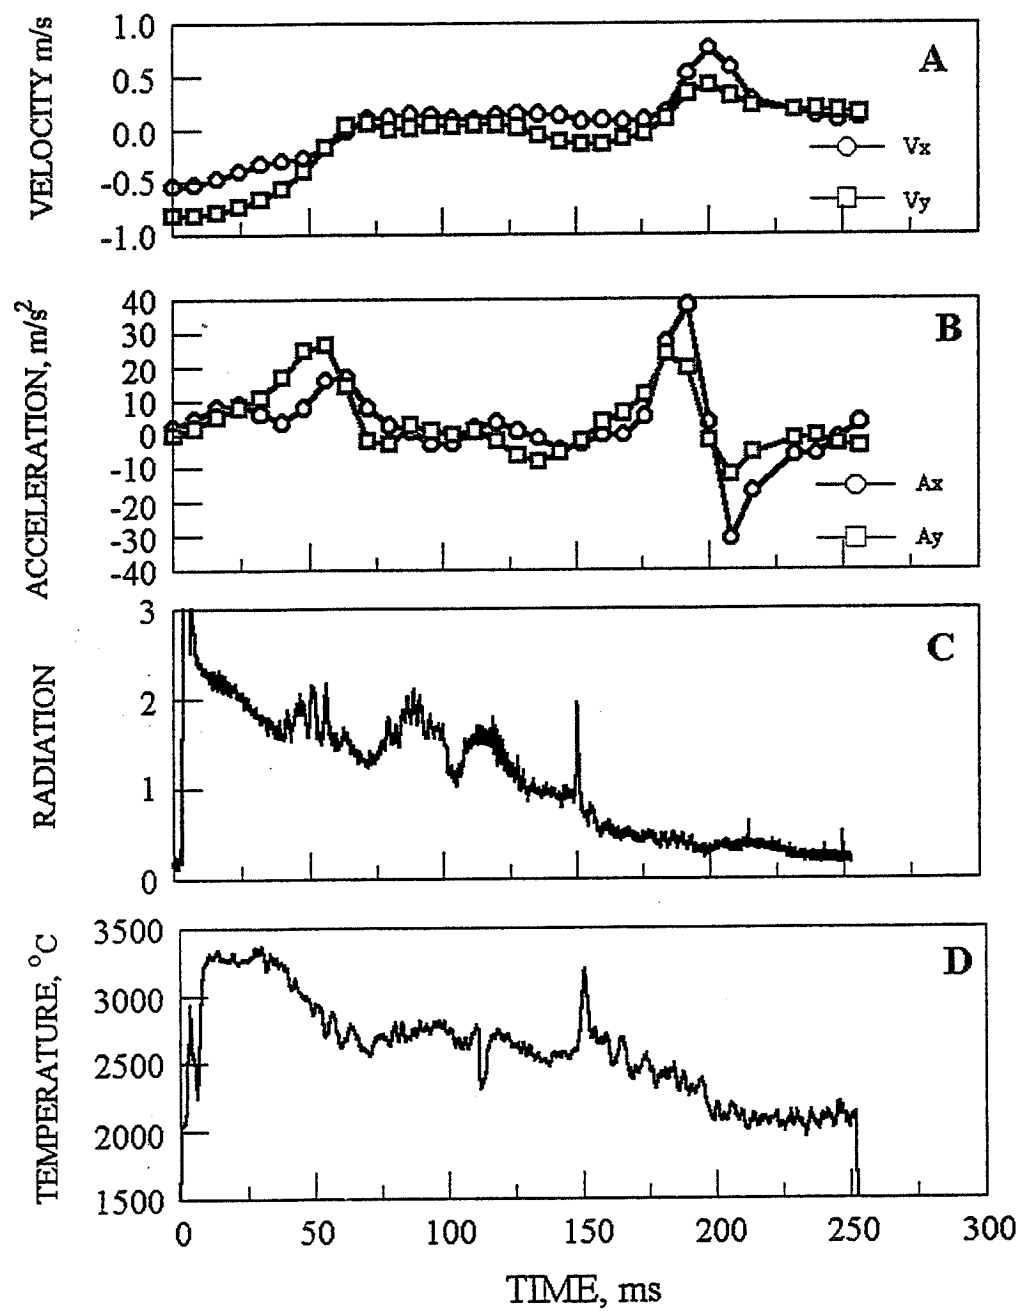 VELOCITY m/s
1.0
0.5
0.0
-0.5
-1.0
A
Vx
Vy
ACCELERATION, m/s²
40
30
20
10
0
-10
-20
-30
-40
B
Ax
Ay
RADIATION
3
2
1
0
C
TEMPERATURE, °C
3500
3000
2500
2000
1500
D
0 50 100 150 200 250 300
TIME, ms